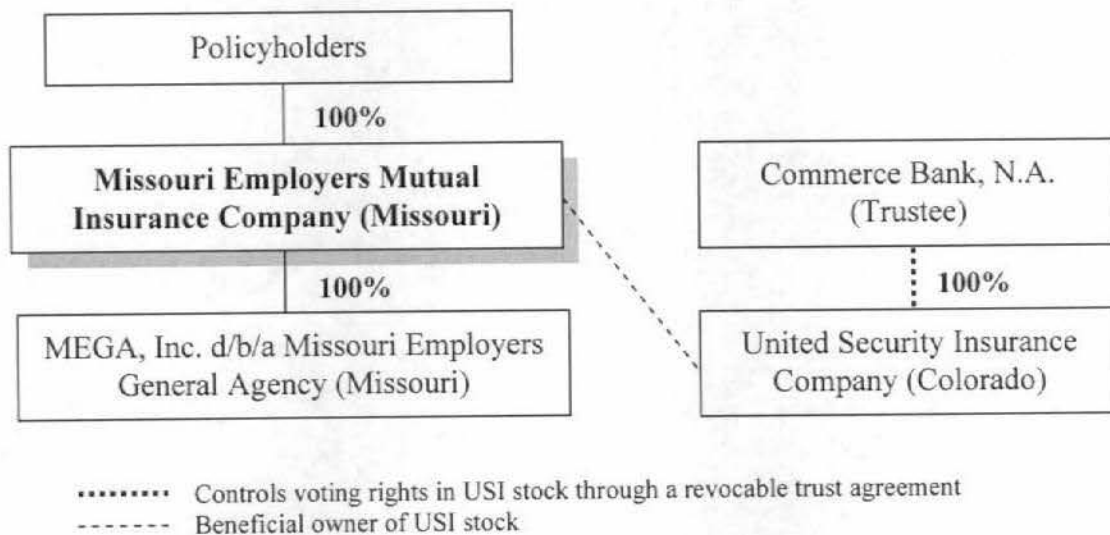 Policyholders
100%
Missouri Employers Mutual
Insurance Company (Missouri)
100%
MEGA, Inc. d/b/a Missouri Employers
General Agency (Missouri)
Commerce Bank, N.A.
(Trustee)
100%
United Security Insurance
Company (Colorado)
Controls voting rights in USI stock through a revocable trust agreement
Beneficial owner of USI stock